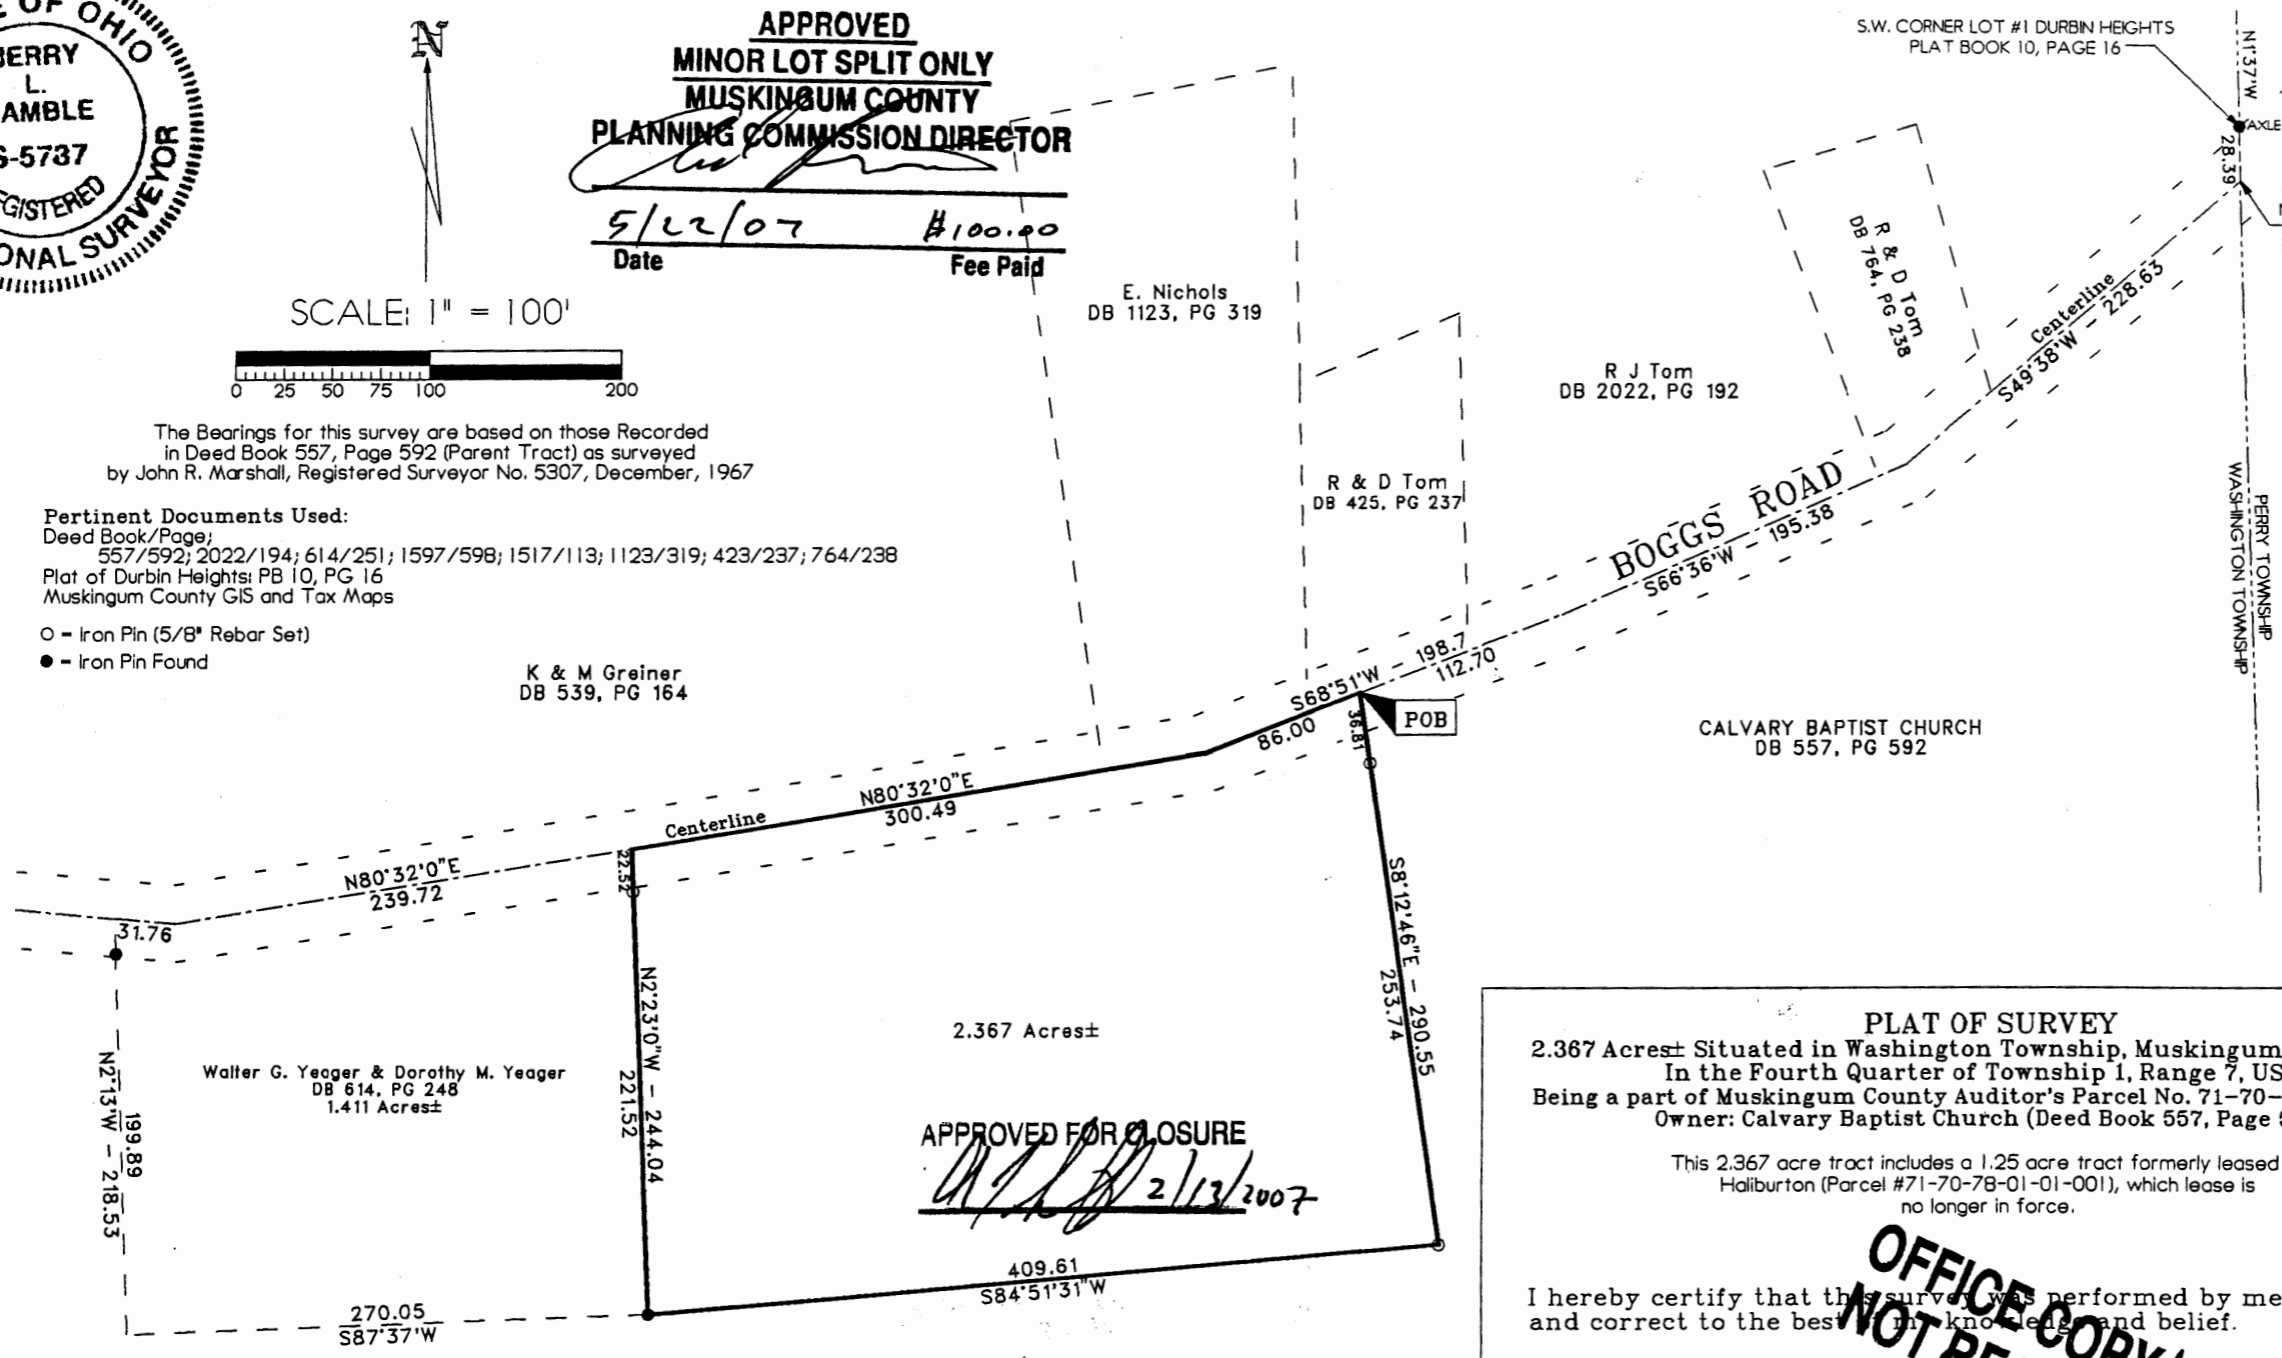 E OF OHIO
BERRY
L.
AMBLE
S-5737
EGISTERED
ONAL SURVEYOR
N
SCALE: 1" = 100'
0 25 50 75 100 200
APPROVED
MINOR LOT SPLIT ONLY
MUSKINGUM COUNTY
PLANNING COMMISSION DIRECTOR
5/22/07 $100.00
Date Fee Paid
The Bearings for this survey are based on those Recorded
in Deed Book 557, Page 592 (Parent Tract) as surveyed
by John R. Marshall, Registered Surveyor No. 5307, December, 1967
Pertinent Documents Used:
Deed Book/Page;
557/592; 2022/194; 614/251; 1597/598; 1517/113; 1123/319; 423/237; 764/238
Plat of Durbin Heights: PB 10, PG 16
Muskingum County GIS and Tax Maps
O - Iron Pin (5/8" Rebar Set)
● - Iron Pin Found
S.W. CORNER LOT #1 DURBIN HEIGHTS
PLAT BOOK 10, PAGE 16
N1°37'W
AXLE
28.39
E. Nichols
DB 1123, PG 319
R & D Tom
DB 764, PG 238
R J Tom
DB 2022, PG 192
R & D Tom
DB 425, PG 237
Centerline
S49°38'W - 228.63
BOGGS ROAD
S66°36'W - 195.38
PERRY TOWNSHIP
WASHINGTON TOWNSHIP
K & M Greiner
DB 539, PG 164
S68°51'W - 198.7
112.70
86.00
36.81
POB
CALVARY BAPTIST CHURCH
DB 557, PG 592
N80°32'0"E
300.49
Centerline
22.52
N80°32'0"E
239.72
31.76
S8°12'46"E - 290.55
253.74
N2°23'0"W - 244.04
221.52
2.367 Acres±
Walter G. Yeager & Dorothy M. Yeager
DB 614, PG 248
1.411 Acres±
199.89
N2°13'W - 218.53
APPROVED FOR CLOSURE
2/13/2007
409.61
S84°51'31"W
270.05
S87°37'W
PLAT OF SURVEY
2.367 Acres± Situated in Washington Township, Muskingum
In the Fourth Quarter of Township 1, Range 7, US
Being a part of Muskingum County Auditor's Parcel No. 71-70-
Owner: Calvary Baptist Church (Deed Book 557, Page
This 2.367 acre tract includes a 1.25 acre tract formerly leased
Haliburton (Parcel #71-70-78-01-01-001), which lease is
no longer in force.
I hereby certify that this survey was performed by me
and correct to the best of my knowledge and belief.
OFFICE COPY
NOT